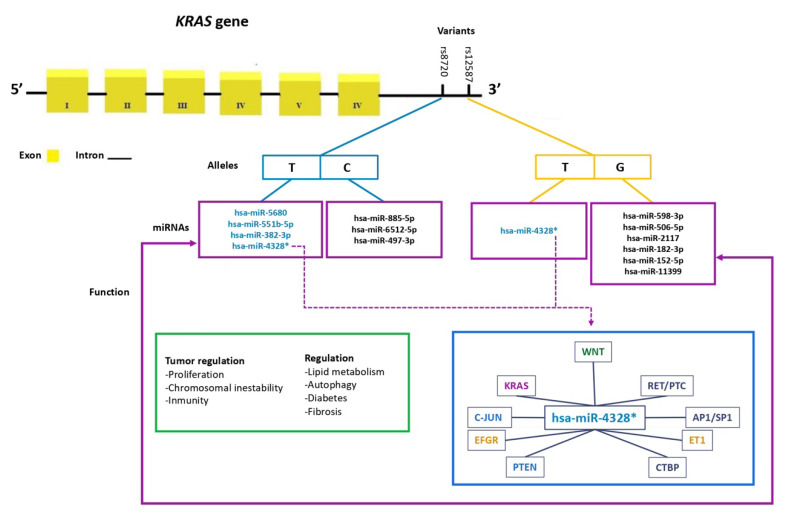 KRAS gene
Variants
rs8720
rs12587
5’
I
II
III
IV
V
IV
3’
Exon
Intron
Alleles
T
C
T
G
miRNAs
hsa-miR-5680
hsa-miR-551b-5p
hsa-miR-382-3p
hsa-miR-4328*
hsa-miR-885-5p
hsa-miR-6512-5p
hsa-miR-497-3p
hsa-miR-4328*
hsa-miR-598-3p
hsa-miR-506-5p
hsa-miR-2117
hsa-miR-182-3p
hsa-miR-152-5p
hsa-miR-11399
Function
Tumor regulation
-Proliferation
-Chromosomal inestability
-Inmunity
Regulation
-Lipid metabolism
-Autophagy
-Diabetes
-Fibrosis
WNT
KRAS
RET/PTC
C-JUN
hsa-miR-4328*
AP1/SP1
EFGR
ET1
PTEN
CTBP